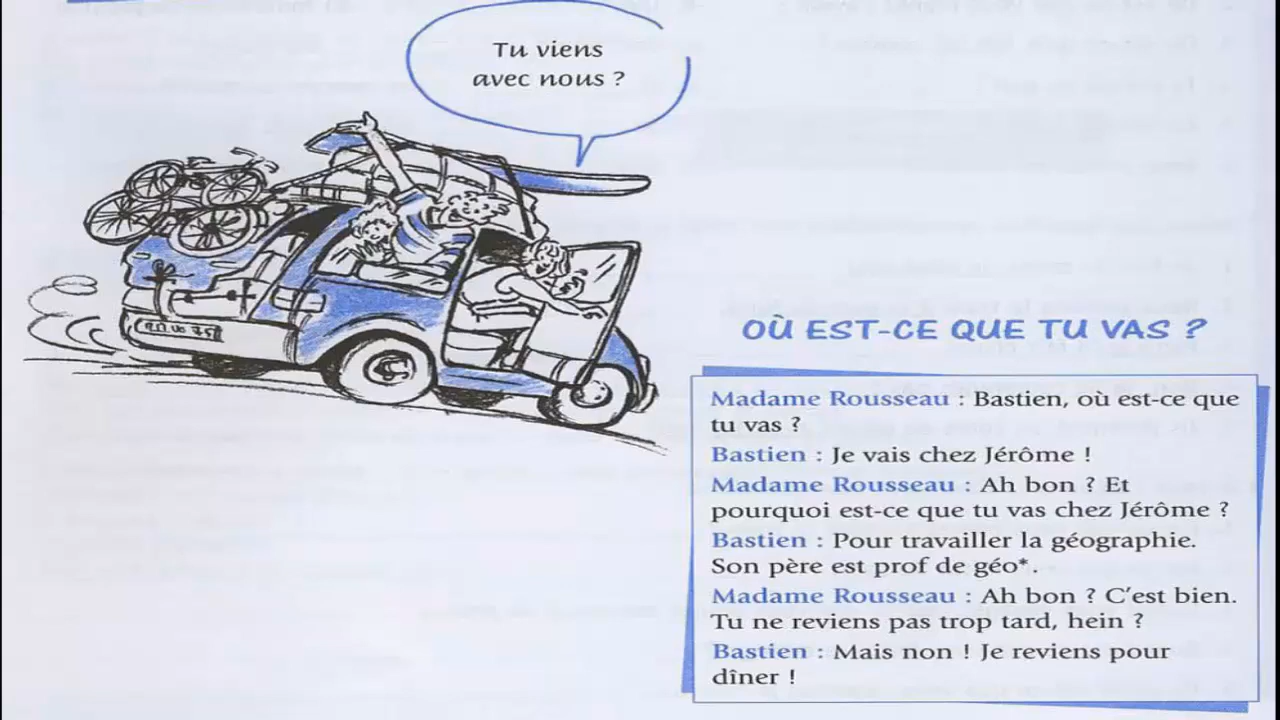 Tu viens
avec nous ?
OÙ EST-CE QUE TU VAS ?
Madame Rousseau : Bastien, où est-ce que
tu vas ?
Bastien : Je vais chez Jérôme !
Madame Rousseau : Ah bon ? Et
pourquoi est-ce que tu vas chez Jérôme ?
Bastien : Pour travailler la géographie.
Son père est prof de géo*.
Madame Rousseau : Ah bon ? C'est bien.
Tu ne reviens pas trop tard, hein ?
Bastien : Mais non ! Je reviens pour
dîner !